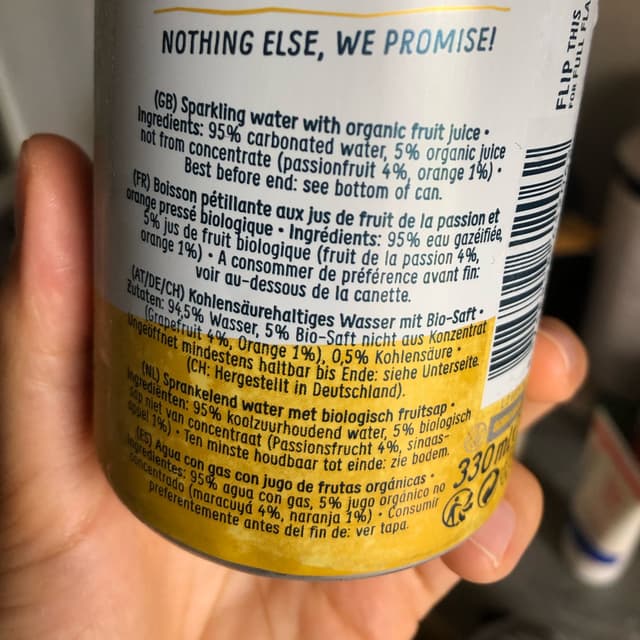 NOTHING ELSE, WE PROMISE!
(GB) Sparkling water with organic fruit juice •
Ingredients: 95% carbonated water, 5% organic juice
not from concentrate (passionfruit 4%, orange 1%) •
Best before end: see bottom of can.
(FR) Boisson pétillante aux jus de fruit de la passion et
orange pressé biologique • Ingrédients: 95% eau gazéifiée,
5% jus de fruit biologique (fruit de la passion 4%,
orange 1%) • A consommer de préférence avant fin:
voir au-dessous de la canette.
(AT/DE/CH) Kohlensäurehaltiges Wasser mit Bio-Saft •
Zutaten: 94,5% Wasser, 5% Bio-Saft nicht aus Konzentrat
(Grapefruit 4%, Orange 1%), 0,5% Kohlensäure •
Ungeöffnet mindestens haltbar bis Ende: siehe Unterseite.
(CH: Hergestellt in Deutschland).
(NL) Sprankelend water met biologisch fruitsap •
Ingrediënten: 95% koolzuurhoudend water, 5% biologisch
sap niet van concentraat (Passionsfrucht 4%, sinaas-
appel 1%) • Ten minste houdbaar tot einde: zie bodem.
(ES) Agua con gas con jugo de frutas orgánicas •
Ingredientes: 95% agua con gas, 5% jugo orgánico no
concentrado (maracuyá 4%, naranja 1%) • Consumir
preferentemente antes del fin de: ver tapa.
FLIP THIS
FOR FULL FLA
330 m